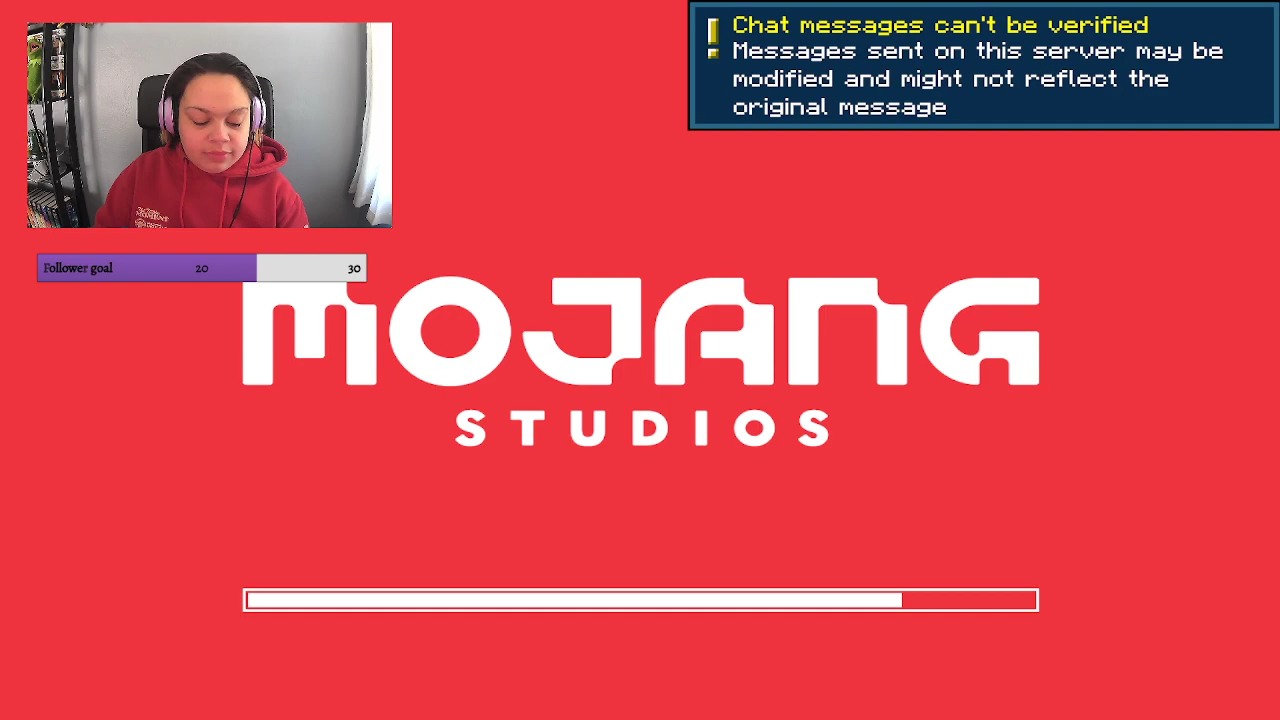 Chat messages can't be verified
Messages sent on this server may be
modified and might not reflect the
original message
Follower goal 20 30
MOJANG
STUDIOS